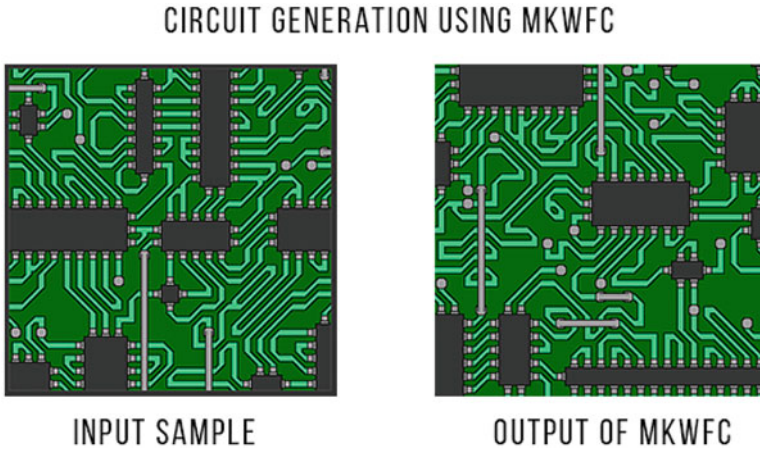 CIRCUIT GENERATION USING MKWFC
INPUT SAMPLE
OUTPUT OF MKWFC